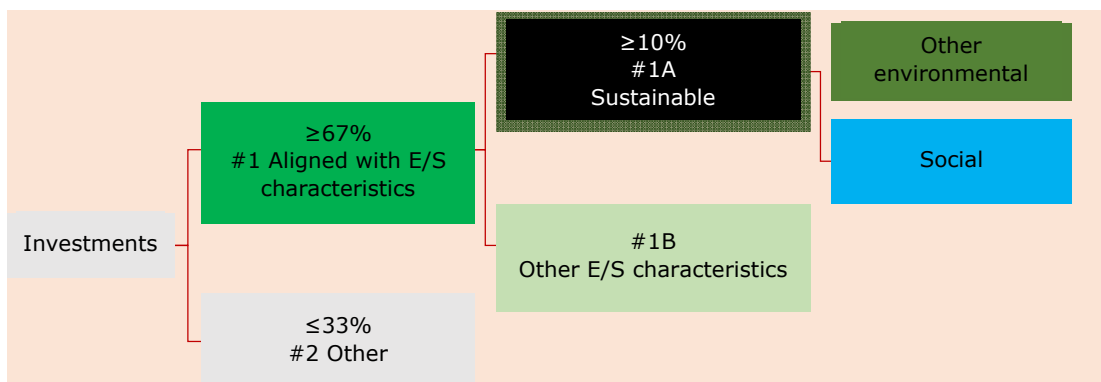 Investments
≥67%
#1 Aligned with E/S
characteristics
≤33%
#2 Other
≥10%
#1A
Sustainable
#1B
Other E/S characteristics
Other
environmental
Social